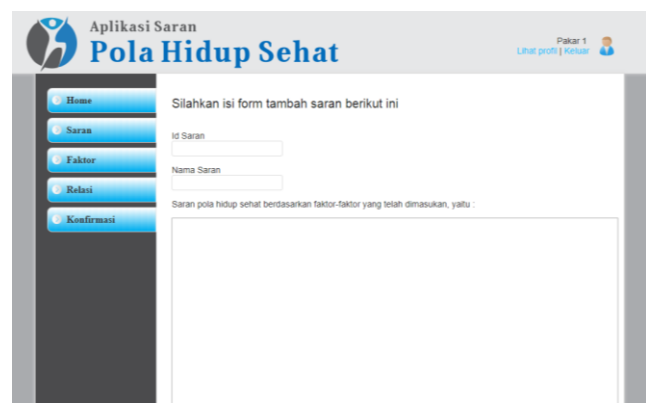 Aplikasi Saran
Pola Hidup Sehat
Pakar 1
Lihat profil | Keluar
Home
Saran
Faktor
Relasi
Konfirmasi
Silahkan isi form tambah saran berikut ini
Id Saran
Nama Saran
Saran pola hidup sehat berdasarkan faktor-faktor yang telah dimasukan, yaitu :